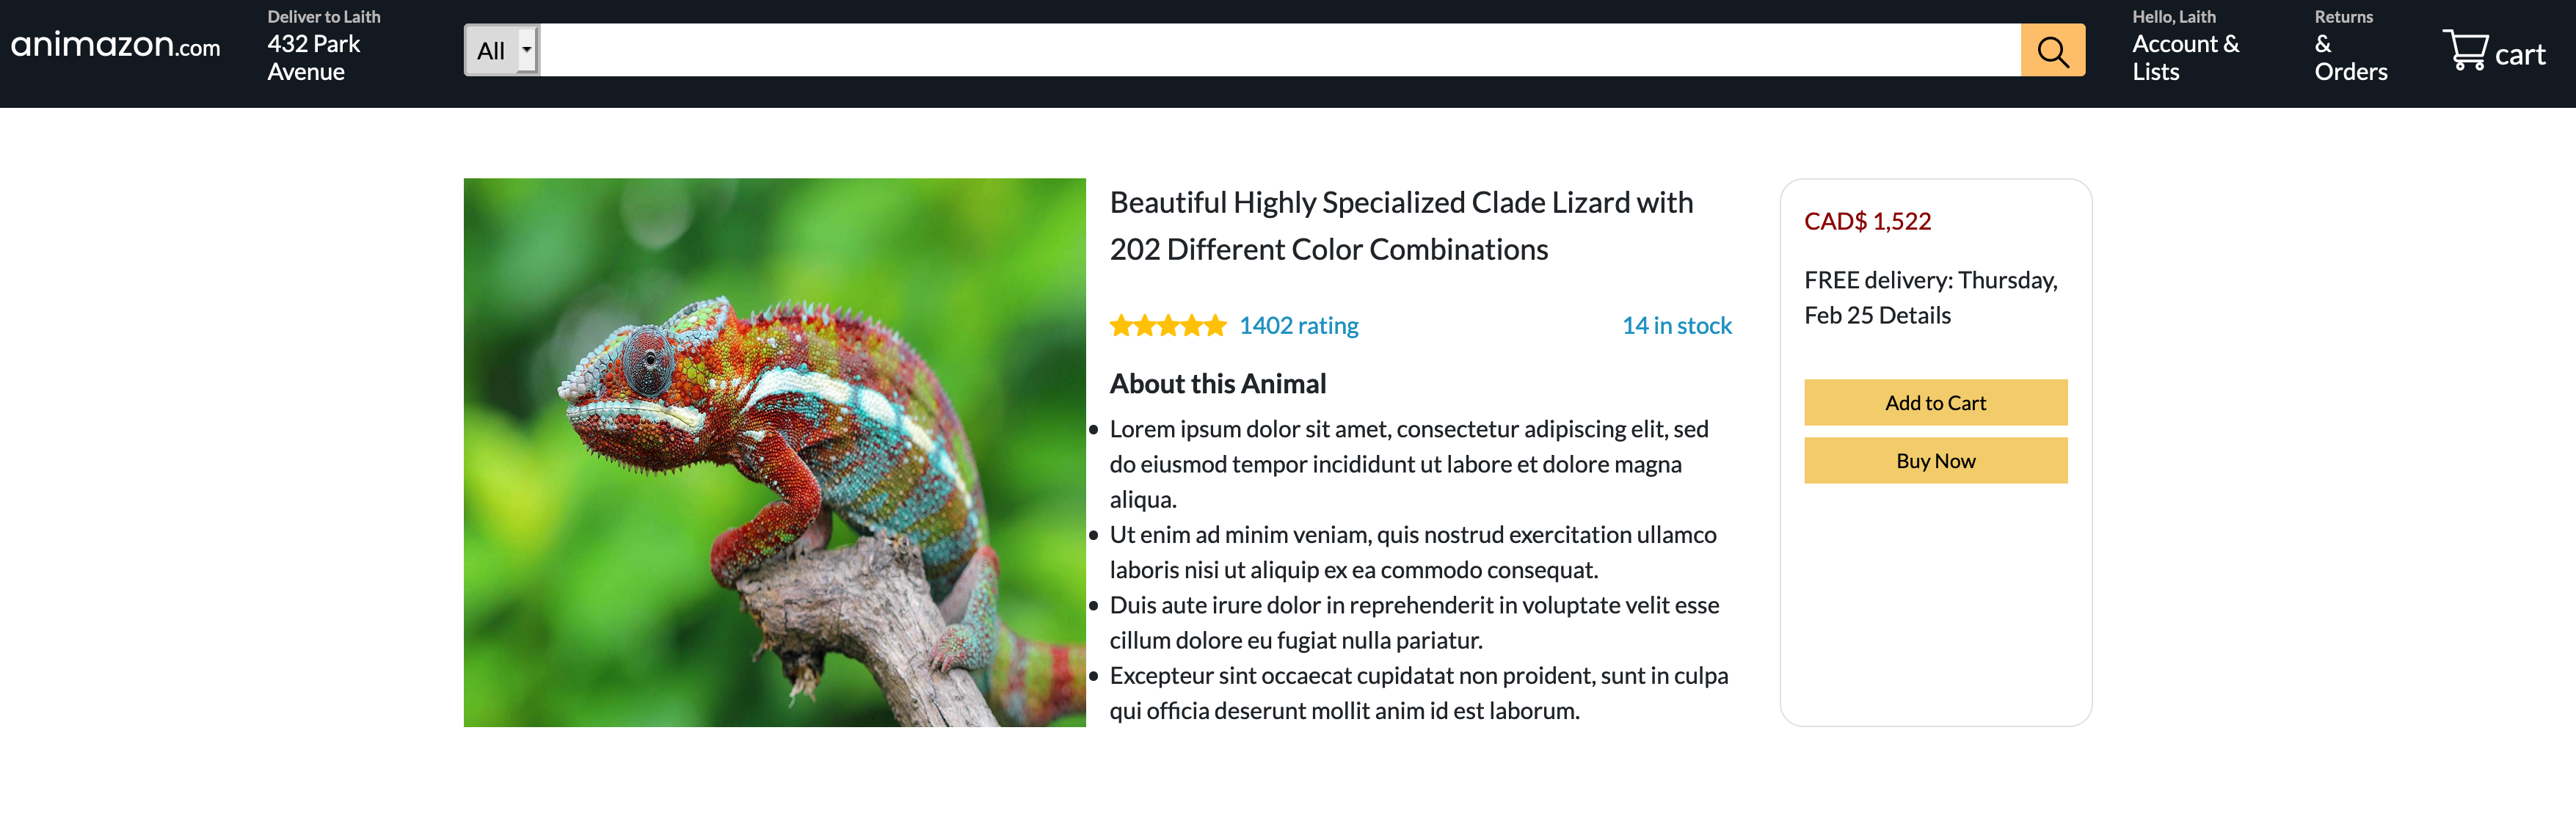 animazon.com
Deliver to Laith
432 Park
Avenue
All
Hello, Laith
Account &
Lists
Returns
&
Orders
cart
Beautiful Highly Specialized Clade Lizard with
202 Different Color Combinations
1402 rating
14 in stock
About this Animal
• Lorem ipsum dolor sit amet, consectetur adipiscing elit, sed
do eiusmod tempor incididunt ut labore et dolore magna
aliqua.
• Ut enim ad minim veniam, quis nostrud exercitation ullamco
laboris nisi ut aliquip ex ea commodo consequat.
• Duis aute irure dolor in reprehenderit in voluptate velit esse
cillum dolore eu fugiat nulla pariatur.
• Excepteur sint occaecat cupidatat non proident, sunt in culpa
qui officia deserunt mollit anim id est laborum.
CAD$ 1,522
FREE delivery: Thursday,
Feb 25 Details
Add to Cart
Buy Now